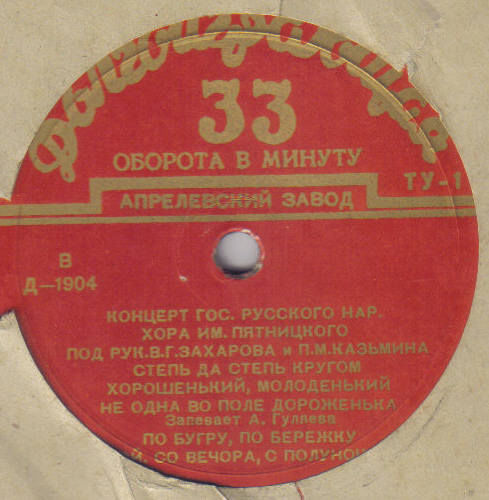 Долгоиграющая
33
ОБОРОТА В МИНУТУ
ТУ-1
АПРЕЛЕВСКИЙ ЗАВОД
В
Д—1904
КОНЦЕРТ ГОС. РУССКОГО НАР.
ХОРА ИМ. ПЯТНИЦКОГО
ПОД РУК. В.Г. ЗАХАРОВА и П.М. КАЗЬМИНА
СТЕПЬ ДА СТЕПЬ КРУГОМ
ХОРОШЕНЬКИЙ, МОЛОДЕНЬКИЙ
НЕ ОДНА ВО ПОЛЕ ДОРОЖЕНЬКА
Запевает А. Гуляева
ПО БУГРУ, ПО БЕРЕЖКУ
Й, СО ВЕЧОРА, С ПОЛУНОЧ